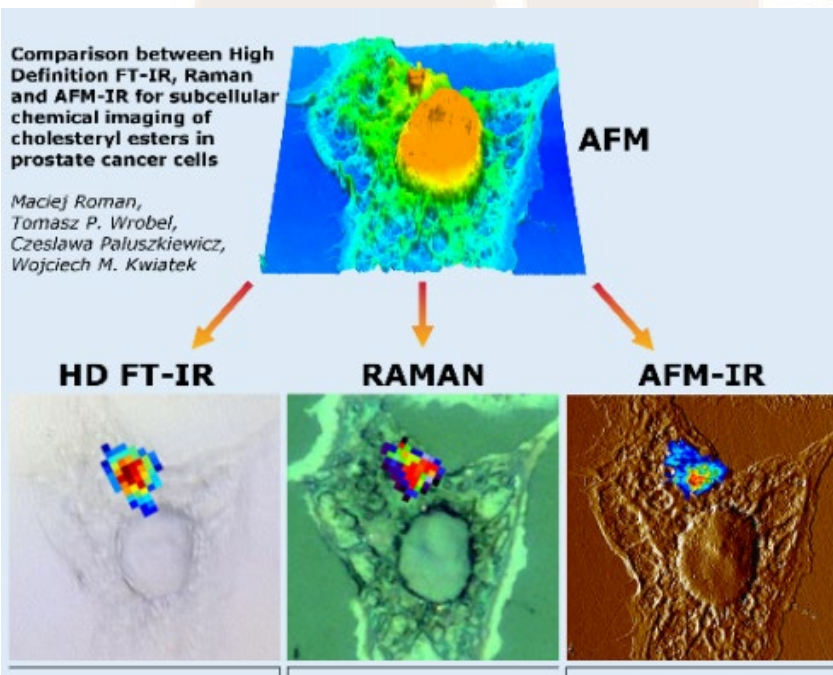 Comparison between High
Definition FT-IR, Raman
and AFM-IR for subcellular
chemical imaging of
cholesteryl esters in
prostate cancer cells
Maciej Roman,
Tomasz P. Wrobel,
Czeslawa Paluszkiewicz,
Wojciech M. Kwiatek
AFM
HD FT-IR
RAMAN
AFM-IR